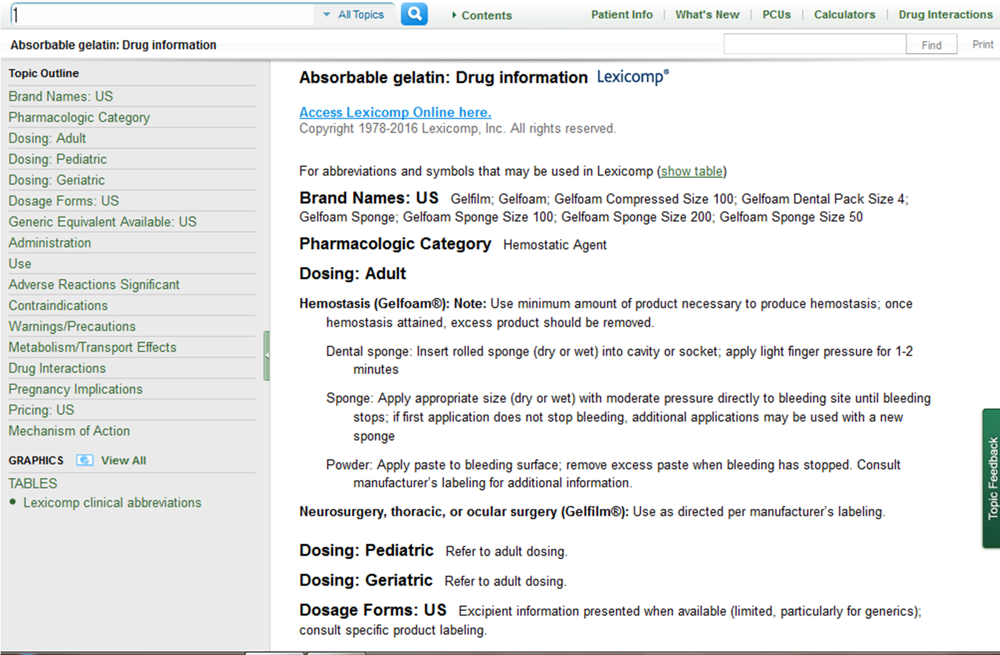 All Topics
Contents
Patient Info | What's New | PCUs | Calculators | Drug Interactions
Absorbable gelatin: Drug information
Find
Print
Topic Outline
Brand Names: US
Pharmacologic Category
Dosing: Adult
Dosing: Pediatric
Dosing: Geriatric
Dosage Forms: US
Generic Equivalent Available: US
Administration
Use
Adverse Reactions Significant
Contraindications
Warnings/Precautions
Metabolism/Transport Effects
Drug Interactions
Pregnancy Implications
Pricing: US
Mechanism of Action
GRAPHICS View All
TABLES
• Lexicomp clinical abbreviations
Absorbable gelatin: Drug information Lexicomp®
Access Lexicomp Online here.
Copyright 1978-2016 Lexicomp, Inc. All rights reserved.
For abbreviations and symbols that may be used in Lexicomp (show table)
Brand Names: US Gelfilm; Gelfoam; Gelfoam Compressed Size 100; Gelfoam Dental Pack Size 4;
Gelfoam Sponge; Gelfoam Sponge Size 100; Gelfoam Sponge Size 200; Gelfoam Sponge Size 50
Pharmacologic Category Hemostatic Agent
Dosing: Adult
Hemostasis (Gelfoam®): Note: Use minimum amount of product necessary to produce hemostasis; once
hemostasis attained, excess product should be removed.
Dental sponge: Insert rolled sponge (dry or wet) into cavity or socket; apply light finger pressure for 1-2
minutes
Sponge: Apply appropriate size (dry or wet) with moderate pressure directly to bleeding site until bleeding
stops; if first application does not stop bleeding, additional applications may be used with a new
sponge
Powder: Apply paste to bleeding surface; remove excess paste when bleeding has stopped. Consult
manufacturer's labeling for additional information.
Neurosurgery, thoracic, or ocular surgery (Gelfilm®): Use as directed per manufacturer's labeling.
Dosing: Pediatric Refer to adult dosing.
Dosing: Geriatric Refer to adult dosing.
Dosage Forms: US Excipient information presented when available (limited, particularly for generics);
consult specific product labeling.
Topic Feedback